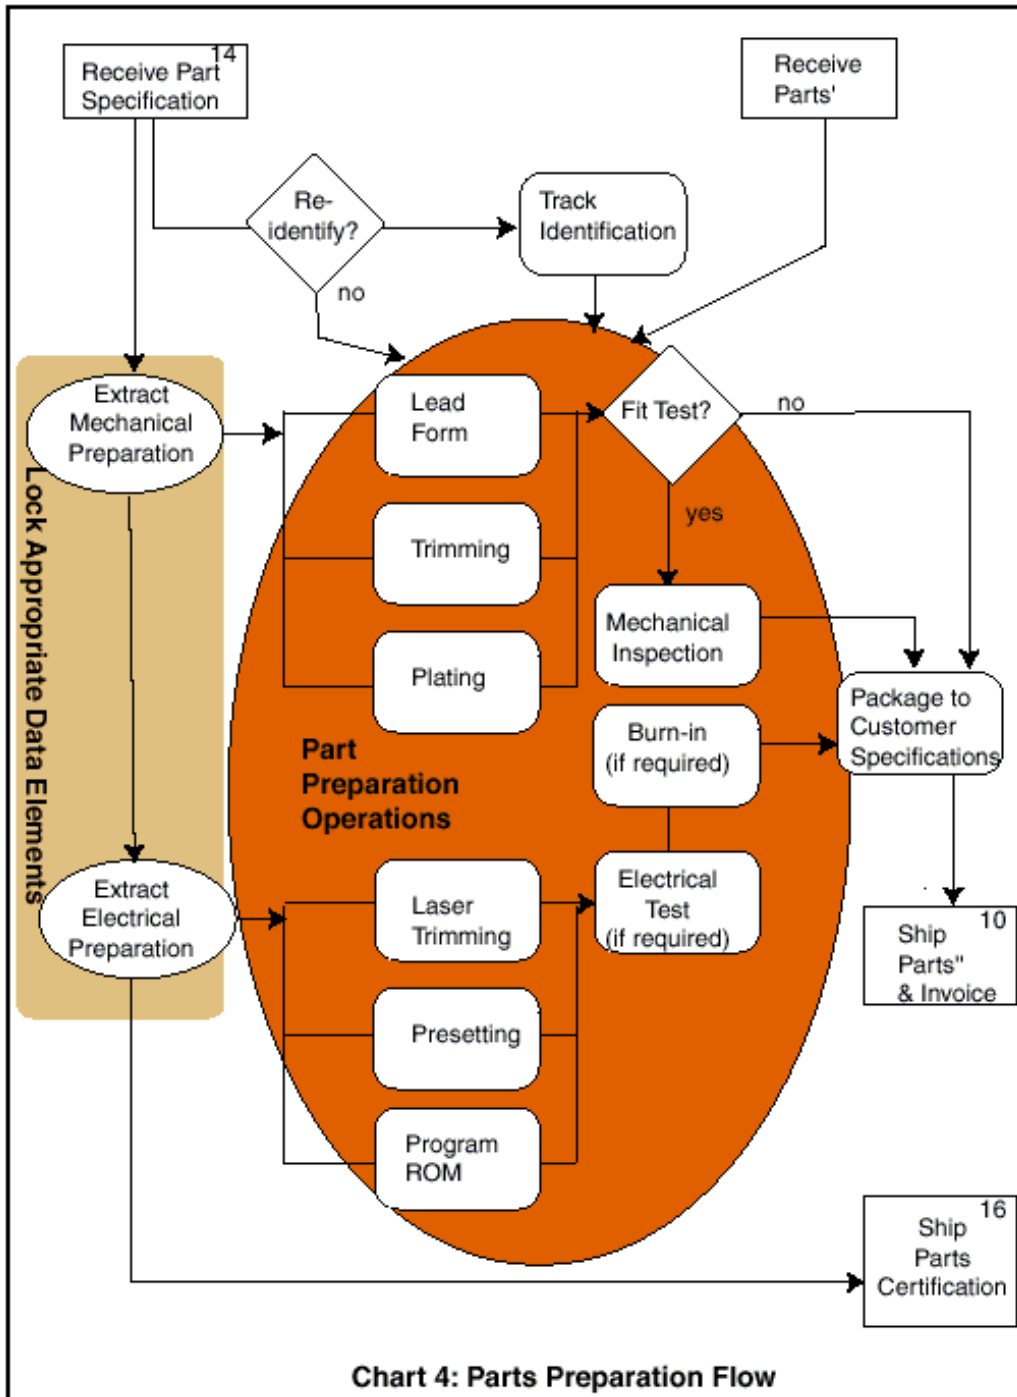 14
Receive Part
Specification
Receive
Parts'
Re-
identify?
Track
Identification
no
Extract
Mechanical
Preparation
Lead
Form
Fit Test?
no
yes
Lock Appropriate Data Elements
Trimming
Mechanical
Inspection
Plating
Package to
Customer
Specifications
Part
Preparation
Operations
Burn-in
(if required)
Extract
Electrical
Preparation
Laser
Trimming
Electrical
Test
(if required)
10
Ship
Parts"
& Invoice
Presetting
Program
ROM
16
Ship
Parts
Certification
Chart 4: Parts Preparation Flow